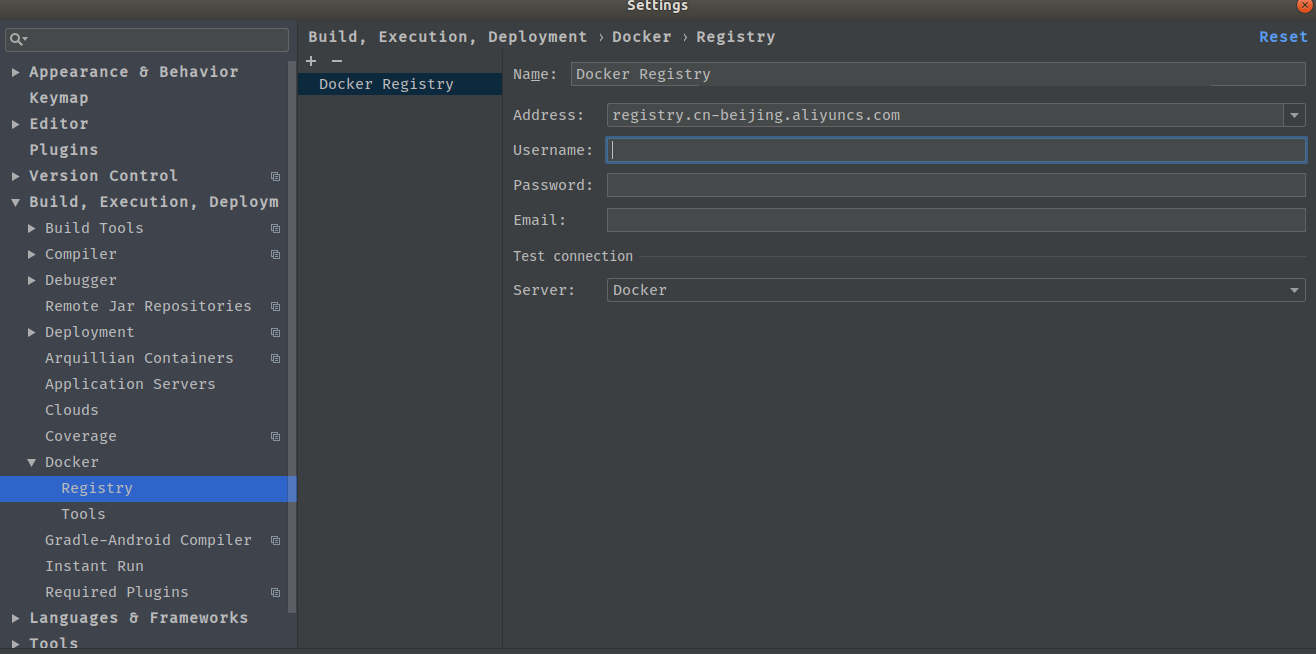 Settings
Build, Execution, Deployment › Docker › Registry
Reset
Appearance & Behavior
Keymap
Editor
Plugins
Version Control
Build, Execution, Deploym
Build Tools
Compiler
Debugger
Remote Jar Repositories
Deployment
Arquillian Containers
Application Servers
Clouds
Coverage
Docker
Registry
Tools
Gradle-Android Compiler
Instant Run
Required Plugins
Languages & Frameworks
Tools
Docker Registry
Name: Docker Registry
Address: registry.cn-beijing.aliyuncs.com
Username:
Password:
Email:
Test connection
Server: Docker